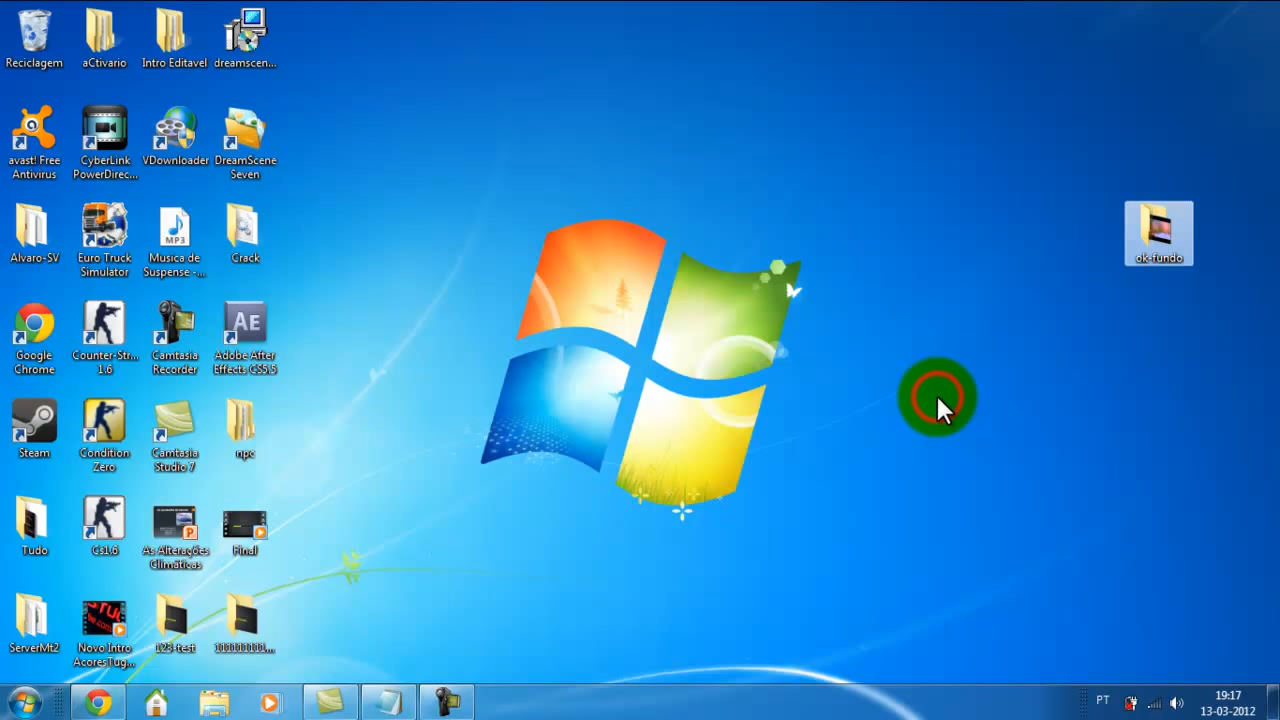 Reciclagem
aCtivario
Intro Editavel
dreamscen...
avast! Free
Antivirus
CyberLink
PowerDirec...
VDownloader
DreamScene
Seven
Alvaro-SV
Euro Truck
Simulator
MP3
Musica de
Suspense -...
Crack
ok-fundo
Google
Chrome
Counter-Str...
1.6
Camtasia
Recorder
AE
Adobe After
Effects CS5.5
Steam
Condition
Zero
Camtasia
Studio 7
npc
Tudo
Cs1.6
As Alterações
Climáticas
Final
ServerMt2
Novo Intro
AcoresTug...
123-test
PT
19:17
13-03-2012